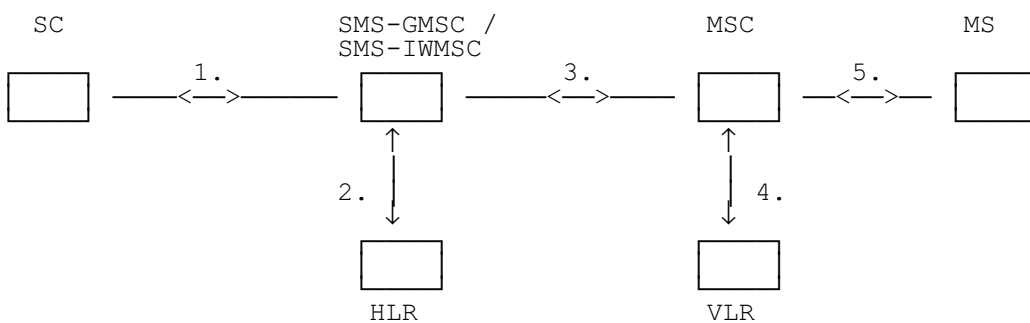 SC
SMS-GMSC /
SMS-IWMSC
MSC
MS
1.
3.
5.
2.
4.
HLR
VLR